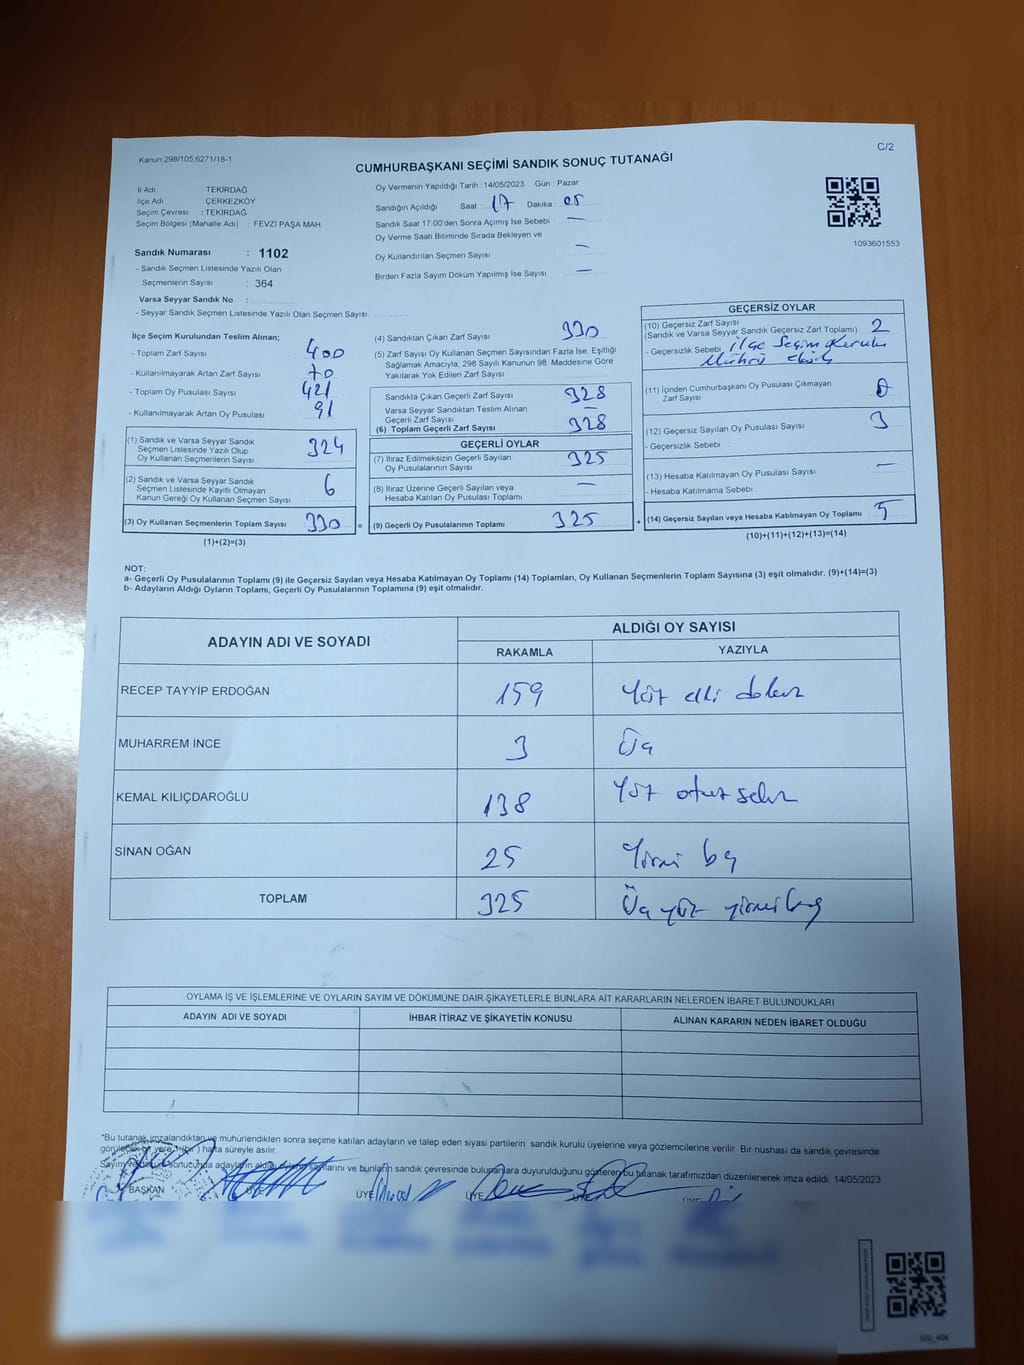 Kanun:298/105,6271/18-1
C/2
CUMHURBAŞKANI SEÇİMİ SANDIK SONUÇ TUTANAĞI
İl Adı : TEKİRDAĞ
İlçe Adı : ÇERKEZKÖY
Seçim Çevresi : TEKİRDAĞ
Seçim Bölgesi (Mahalle Adı) : FEVZİ PAŞA MAH
Sandık Numarası : 1102
- Sandık Seçmen Listesinde Yazılı Olan
Seçmenlerin Sayısı : 364
Varsa Seyyar Sandık No :
- Seyyar Sandık Seçmen Listesinde Yazılı Olan Seçmen Sayısı:
Oy Vermenin Yapıldığı Tarih : 14/05/2023 Gün : Pazar
Sandığın Açıldığı Saat : 17 Dakika : 05
Sandık Saat 17:00'den Sonra Açımış İse Sebebi : —
Oy Verme Saati Bitiminde Sırada Bekleyen ve
Oy Kullandırılan Seçmen Sayısı : —
Birden Fazla Sayım Döküm Yapılmış İse Sayısı : —
1093601553
İlçe Seçim Kurulundan Teslim Alınan;
- Toplam Zarf Sayısı : 400
- Kullanılmayarak Artan Zarf Sayısı : 70
- Toplam Oy Pusulası Sayısı : 421
- Kullanılmayarak Artan Oy Pusulası : 91
(1) Sandık ve Varsa Seyyar Sandık
Seçmen Listesinde Yazılı Olup
Oy Kullanan Seçmenlerin Sayısı : 324
(2) Sandık ve Varsa Seyyar Sandık
Seçmen Listesinde Kayıtlı Olmayan
Kanun Gereği Oy Kullanan Seçmen Sayısı : 6
(3) Oy Kullanan Seçmenlerin Toplam Sayısı : 330
(1)+(2)=(3)
(4) Sandıktan Çıkan Zarf Sayısı : 330
(5) Zarf Sayısı Oy Kullanan Seçmen Sayısından Fazla İse, Eşitliği
Sağlamak Amacıyla, 298 Sayılı Kanunun 98. Maddesine Göre
Yakılarak Yok Edilen Zarf Sayısı :
Sandıkta Çıkan Geçerli Zarf Sayısı : 328
Varsa Seyyar Sandıktan Teslim Alınan
Geçerli Zarf Sayısı : —
(6) Toplam Geçerli Zarf Sayısı : 328
GEÇERLİ OYLAR
(7) İtiraz Edilmeksizin Geçerli Sayılan
Oy Pusulalarının Sayısı : 325
(8) İtiraz Üzerine Geçerli Sayılan veya
Hesaba Katılan Oy Pusulası Toplamı : —
= (9) Geçerli Oy Pusulalarının Toplamı : 325
GEÇERSİZ OYLAR
(10) Geçersiz Zarf Sayısı
(Sandık ve Varsa Seyyar Sandık Geçersiz Zarf Toplamı) : 2
- Geçersizlik Sebebi : ilçe Seçim Kurulu
Mührü eksik
(11) İçinden Cumhurbaşkanı Oy Pusulası Çıkmayan
Zarf Sayısı : 0
(12) Geçersiz Sayılan Oy Pusulası Sayısı : 3
- Geçersizlik Sebebi :
(13) Hesaba Katılmayan Oy Pusulası Sayısı : —
- Hesaba Katılmama Sebebi :
+ (14) Geçersiz Sayılan veya Hesaba Katılmayan Oy Toplamı : 5
(10)+(11)+(12)+(13)=(14)
NOT:
a- Geçerli Oy Pusulalarının Toplamı (9) ile Geçersiz Sayılan veya Hesaba Katılmayan Oy Toplamı (14) Toplamları, Oy Kullanan Seçmenlerin Toplam Sayısına (3) eşit olmalıdır. (9)+(14)=(3)
b- Adayların Aldığı Oyların Toplamı, Geçerli Oy Pusulalarının Toplamına (9) eşit olmalıdır.
ADAYIN ADI VE SOYADI ALDIĞI OY SAYISI
RAKAMLA YAZIYLA
RECEP TAYYİP ERDOĞAN 159 Yüz elli dokuz
MUHARREM İNCE 3 Üç
KEMAL KILIÇDAROĞLU 138 Yüz otuz sekiz
SİNAN OĞAN 25 Yirmi beş
TOPLAM 325 Üç yüz yirmi beş
OYLAMA İŞ VE İŞLEMLERİNE VE OYLARIN SAYIM VE DÖKÜMÜNE DAİR ŞİKAYETLERLE BUNLARA AİT KARARLARIN NELERDEN İBARET BULUNDUKLARI
ADAYIN ADI VE SOYADI İHBAR İTİRAZ VE ŞİKAYETİN KONUSU ALINAN KARARIN NEDEN İBARET OLDUĞU
*Bu tutanak imzalandıktan ve mühürlendikten sonra seçime katılan adayların ve talep eden siyasi partilerin sandık kurulu üyelerine veya gözlemcilerine verilir. Bir nüshası da sandık çevresinde
görülecek bir yere 1 (bir) hafta süreyle asılır.
Sayım ve döküm sonucunda adayların aldığı oyların sayılarını ve bunların sandık çevresinde bulunanlara duyurulduğunu gösteren bu tutanak tarafımızdan düzenlenerek imza edildi. 14/05/2023
BAŞKAN ÜYE ÜYE ÜYE ÜYE ÜYE